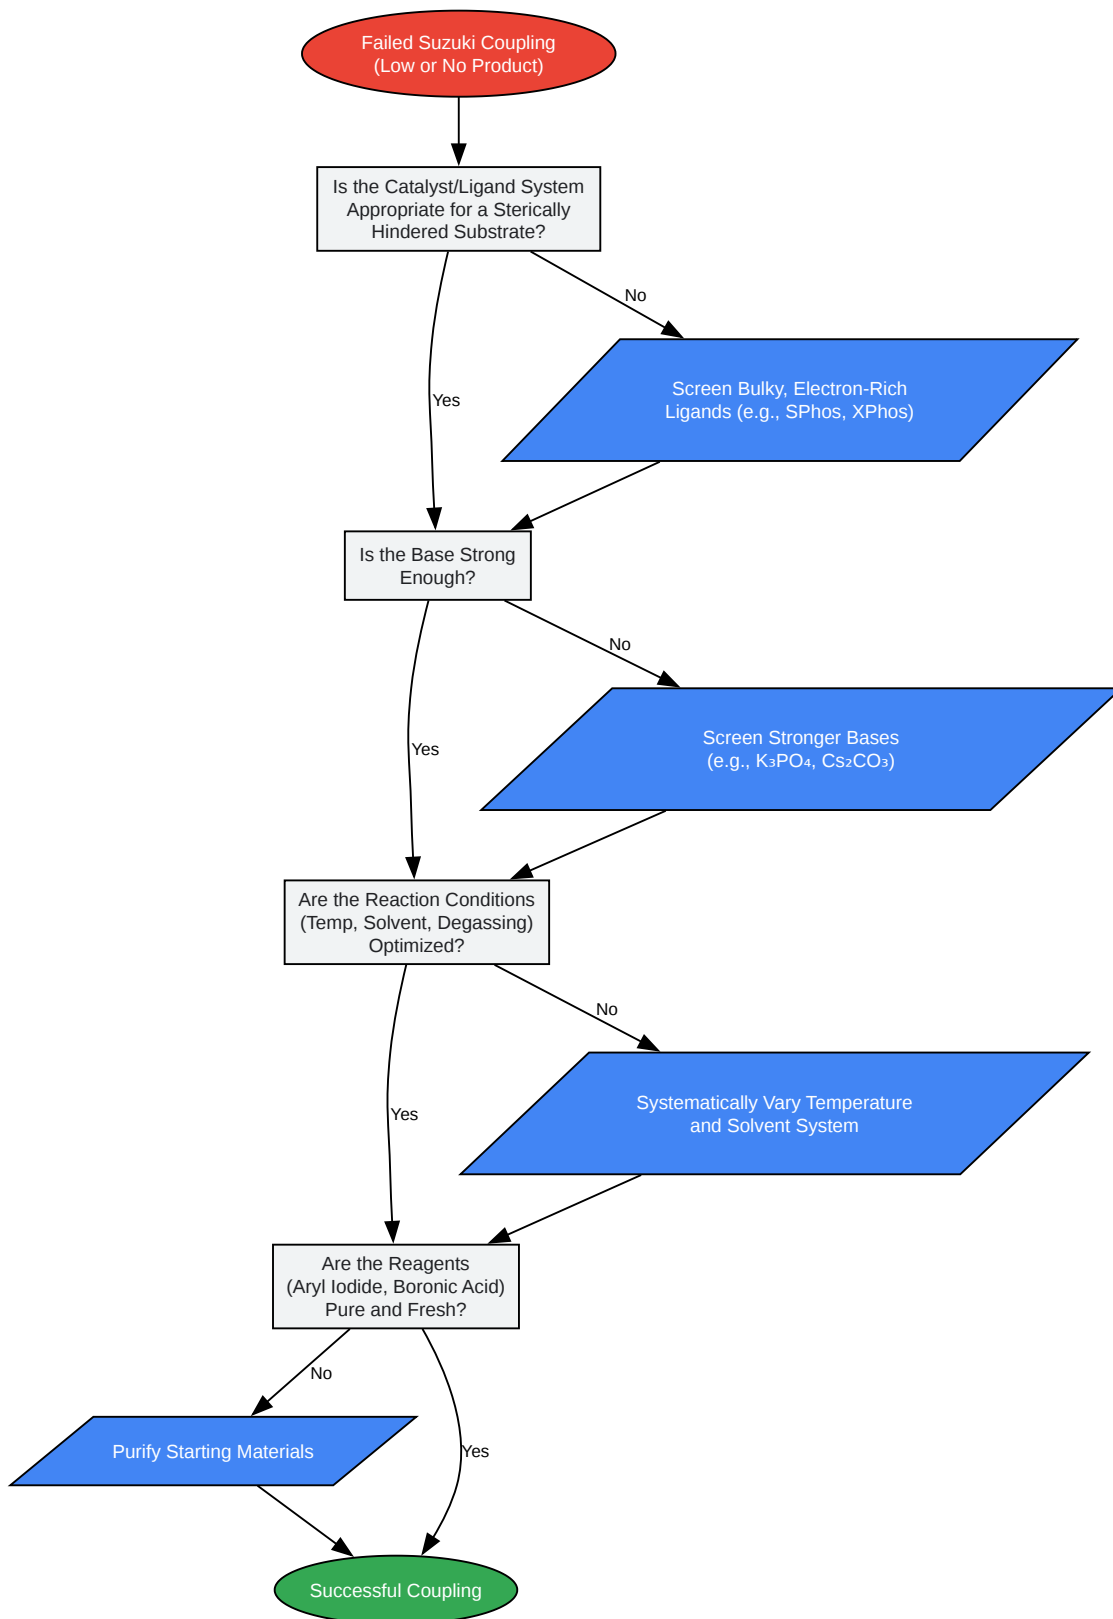 Failed Suzuki Coupling
(Low or No Product)
Is the Catalyst/Ligand System
Appropriate for a Sterically
Hindered Substrate?
No
Screen Bulky, Electron-Rich
Ligands (e.g., SPhos, XPhos)
Yes
Is the Base Strong
Enough?
No
Screen Stronger Bases
(e.g., K₃PO₄, Cs₂CO₃)
Yes
Are the Reaction Conditions
(Temp, Solvent, Degassing)
Optimized?
No
Systematically Vary Temperature
and Solvent System
Yes
Are the Reagents
(Aryl Iodide, Boronic Acid)
Pure and Fresh?
No
Purify Starting Materials
Yes
Successful Coupling